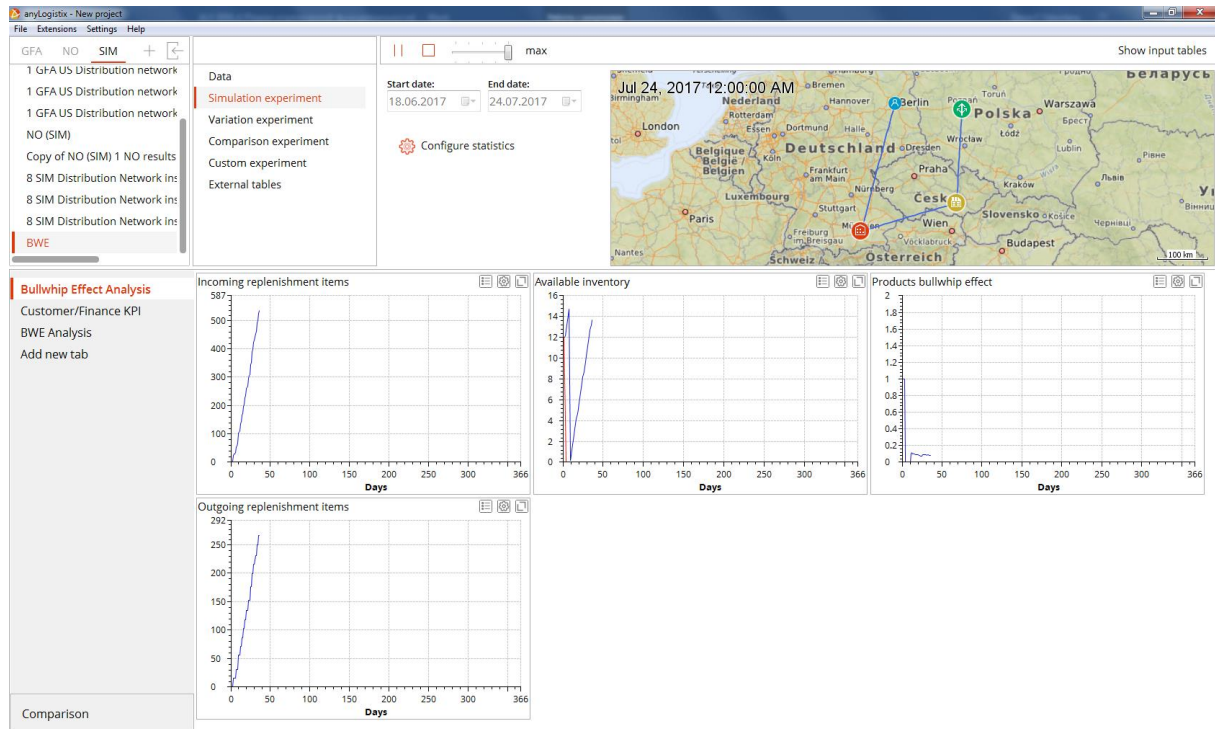 anyLogistix - New project
File Extensions Settings Help
GFA NO SIM
max
Show input tables
1 GFA US Distribution network
1 GFA US Distribution network
1 GFA US Distribution network
NO (SIM)
Copy of NO (SIM) 1 NO results
8 SIM Distribution Network ins
8 SIM Distribution Network ins
8 SIM Distribution Network ins
BWE
Data
Simulation experiment
Variation experiment
Comparison experiment
Custom experiment
External tables
Start date: End date:
18.06.2017 24.07.2017
Configure statistics
Jul 24, 2017 12:00:00 AM
Беларусь
Birmingham
Nederland
Bremen
Hannover
Berlin
Poznań
Toruń
Warszawa
Polska
Брест
Rotterdam
London
Essen
Dortmund
Halle
Wrocław
Łódź
Lublin
Рівне
België /
Belgique /
Belgien
Köln
Deutschland
Dresden
Frankfurt
am Main
Praha
Kraków
Львів
Luxembourg
Nürnberg
Česk
Paris
Stuttgart
Wien
Slovensko
Košice
Чернівці
Freiburg
im Breisgau
Vöcklabruck
Budapest
Nantes
Schweiz
Österreich
100 km
Bullwhip Effect Analysis
Customer/Finance KPI
BWE Analysis
Add new tab
Comparison
Incoming replenishment items
587
500
400
300
200
100
0
0 50 100 150 200 250 300 366
Days
Available inventory
16
14
12
10
8
6
4
2
0
0 50 100 150 200 250 300 366
Days
Products bullwhip effect
2
1.8
1.6
1.4
1.2
1
0.8
0.6
0.4
0.2
0
0 50 100 150 200 250 300 366
Days
Outgoing replenishment items
292
250
200
150
100
50
0
0 50 100 150 200 250 300 366
Days